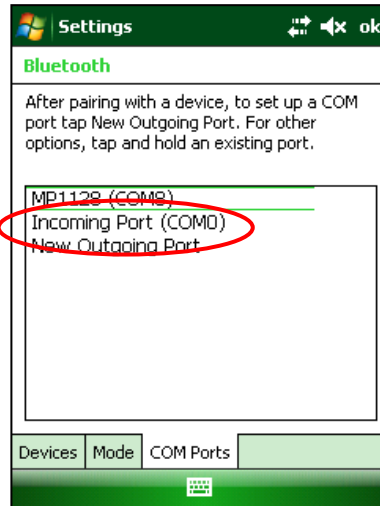 Settings
ok
Bluetooth
After pairing with a device, to set up a COM
port tap New Outgoing Port. For other
options, tap and hold an existing port.
MP1128 (COM8)
Incoming Port (COM0)
New Outgoing Port
Devices Mode COM Ports